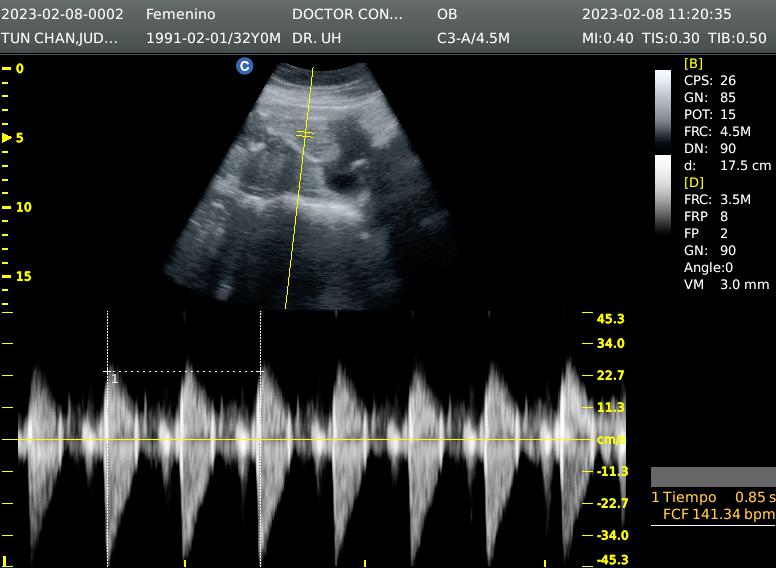 2023-02-08-0002 Femenino DOCTOR CON... OB 2023-02-08 11:20:35
TUN CHAN,JUD... 1991-02-01/32Y0M DR. UH C3-A/4.5M MI:0.40 TIS:0.30 TIB:0.50
C
0
5
10
15
[B]
CPS: 26
GN: 85
POT: 15
FRC: 4.5M
DN: 90
d: 17.5 cm
[D]
FRC: 3.5M
FRP 8
FP 2
GN: 90
Angle:0
VM 3.0 mm
45.3
34.0
22.7
11.3
cm/s
-11.3
-22.7
-34.0
-45.3
1
1 Tiempo 0.85 s
FCF 141.34 bpm